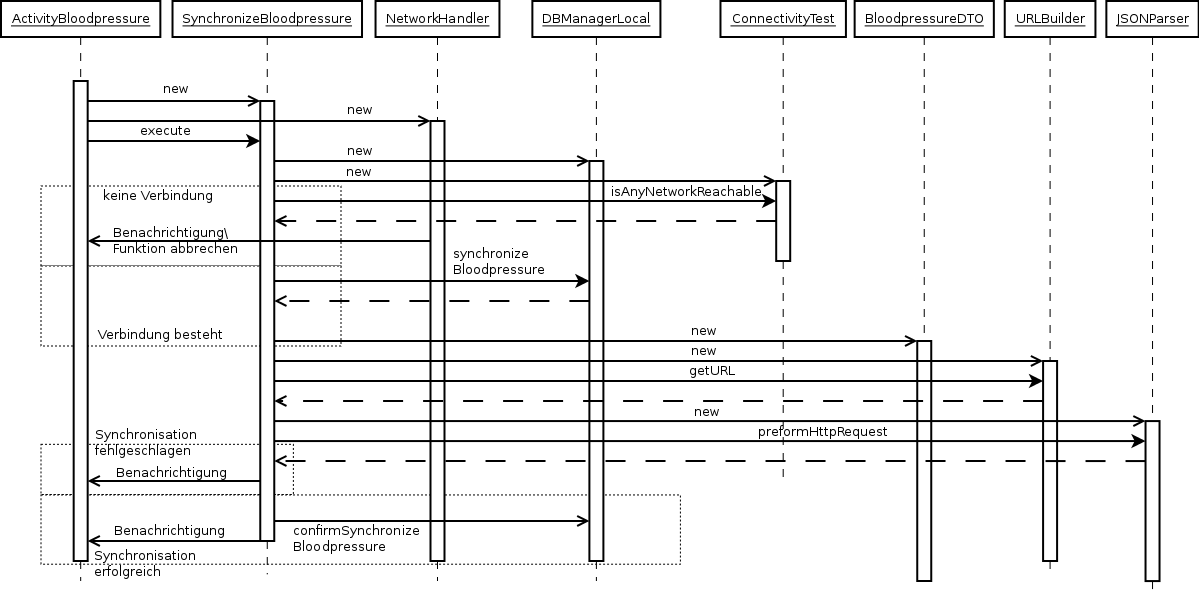 ActivityBloodpressure
SynchronizeBloodpressure
NetworkHandler
DBManagerLocal
ConnectivityTest
BloodpressureDTO
URLBuilder
JSONParser
new
new
execute
new
new
isAnyNetworkReachable
keine Verbindung
Benachrichtigung\
Funktion abbrechen
synchronize
Bloodpressure
Verbindung besteht
new
new
getURL
new
preformHttpRequest
Synchronisation
fehlgeschlagen
Benachrichtigung
Benachrichtigung
confirmSynchronize
Bloodpressure
Synchronisation
erfolgreich